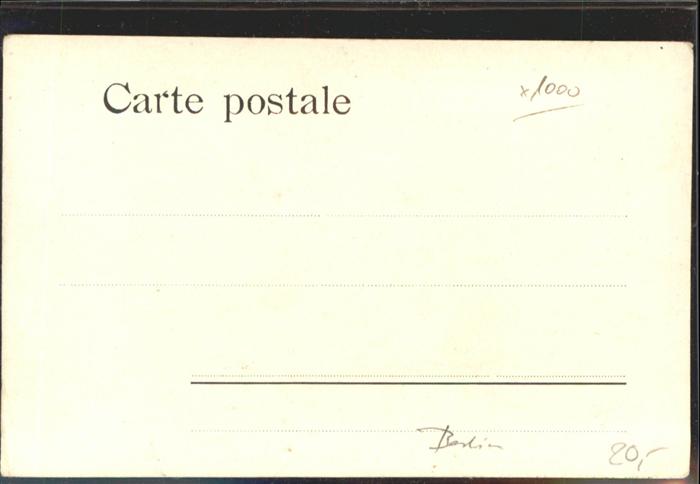 Carte postale
x1000
Berlin
20,-